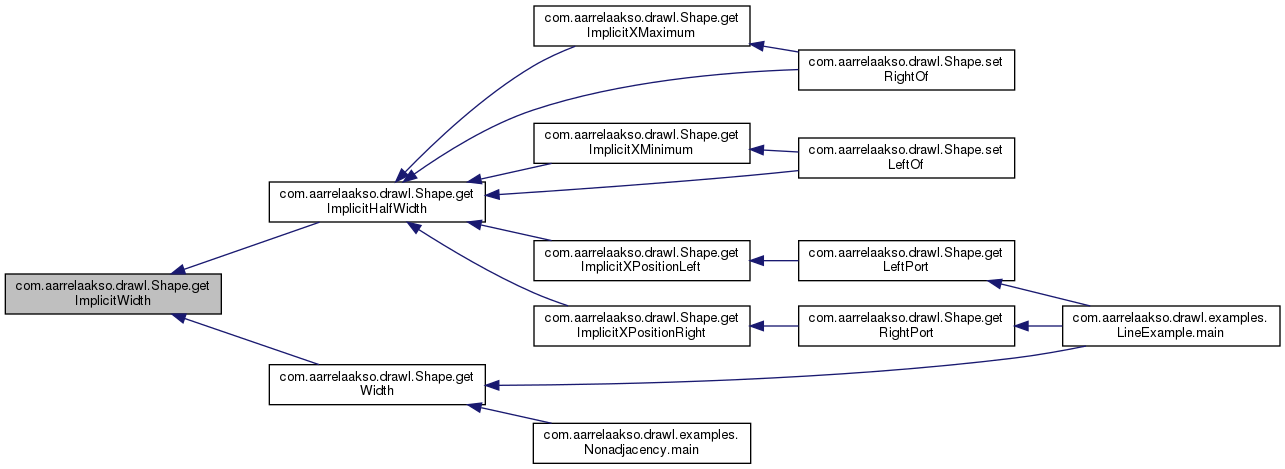 com.aarrelaakso.drawl.Shape.get
ImplicitXMaximum
com.aarrelaakso.drawl.Shape.set
RightOf
com.aarrelaakso.drawl.Shape.get
ImplicitXMinimum
com.aarrelaakso.drawl.Shape.set
LeftOf
com.aarrelaakso.drawl.Shape.get
ImplicitHalfWidth
com.aarrelaakso.drawl.Shape.get
ImplicitXPositionLeft
com.aarrelaakso.drawl.Shape.get
LeftPort
com.aarrelaakso.drawl.Shape.get
ImplicitWidth
com.aarrelaakso.drawl.Shape.get
ImplicitXPositionRight
com.aarrelaakso.drawl.Shape.get
RightPort
com.aarrelaakso.drawl.examples.
LineExample.main
com.aarrelaakso.drawl.Shape.get
Width
com.aarrelaakso.drawl.examples.
Nonadjacency.main